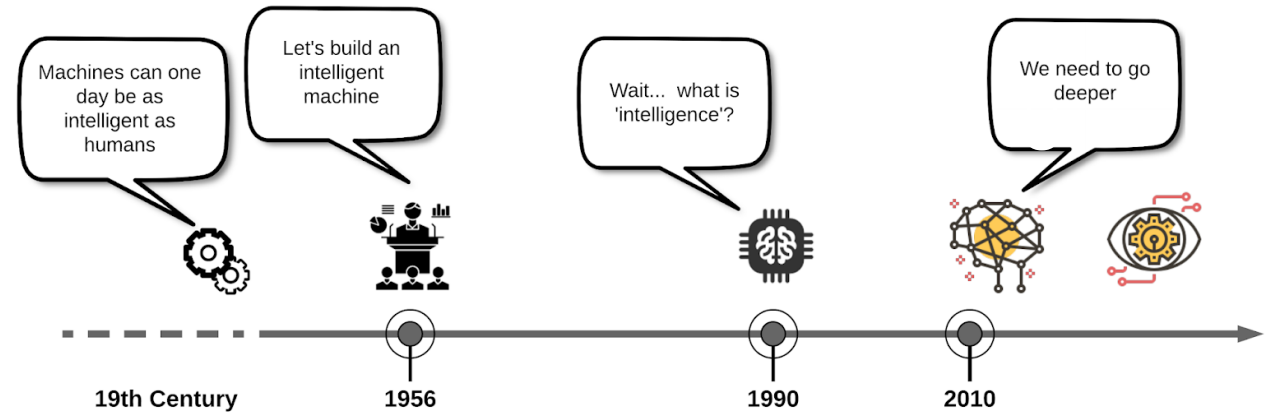 Machines can one
day be as
intelligent as
humans
Let's build an
intelligent
machine
Wait... what is
'intelligence'?
We need to go
deeper
19th Century
1956
1990
2010